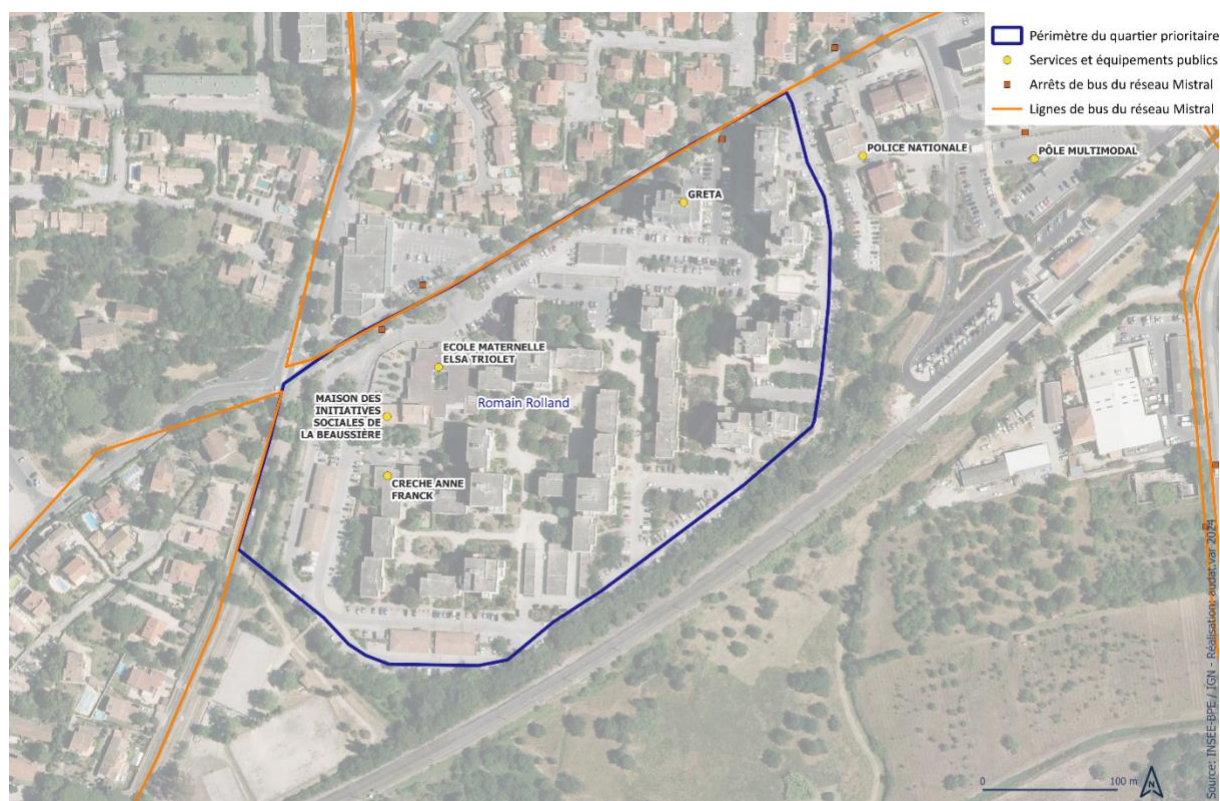 Périmètre du quartier prioritaire
Services et équipements publics
Arrêts de bus du réseau Mistral
Lignes de bus du réseau Mistral
POLICE NATIONALE
PÔLE MULTIMODAL
GRETA
ECOLE MATERNELLE
ELSA TRIOLET
MAISON DES
INITIATIVES
SOCIALES DE
LA BEAUSSIÈRE
Romain Rolland
CRECHE ANNE
FRANCK
0 100 m
N
Source: INSEE-BPE / IGN - Réalisation: audat.var 2024